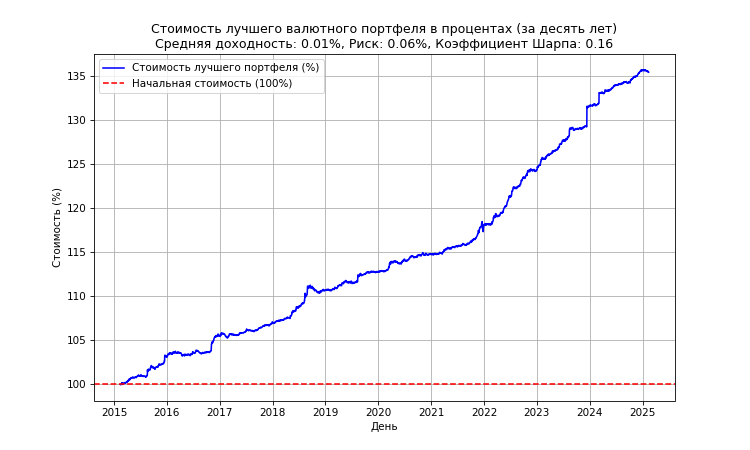 Стоимость лучшего валютного портфеля в процентах (за десять лет)
Средняя доходность: 0.01%, Риск: 0.06%, Коэффициент Шарпа: 0.16
Стоимость лучшего портфеля (%)
Начальная стоимость (100%)
Стоимость (%)
135
130
125
120
115
110
105
100
2015 2016 2017 2018 2019 2020 2021 2022 2023 2024 2025
День